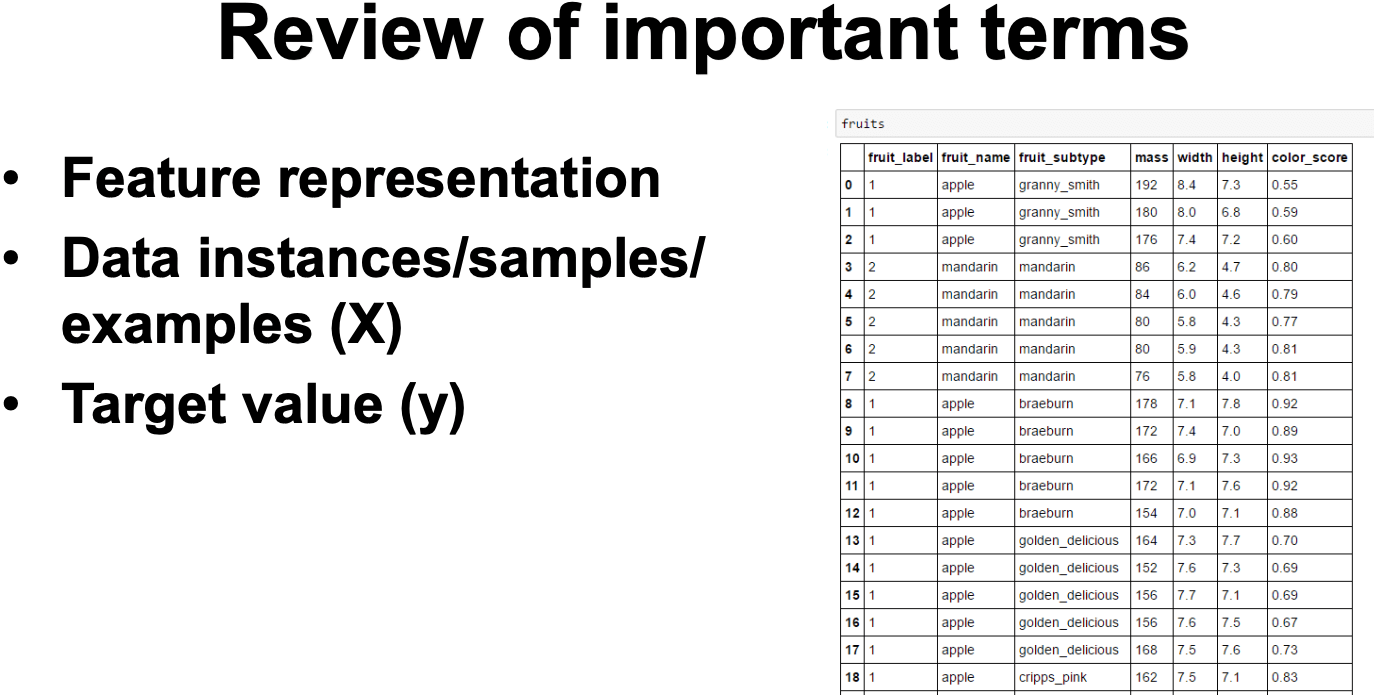 Review of important terms
• Feature representation
• Data instances/samples/
examples (X)
• Target value (y)
fruits
fruit_label fruit_name fruit_subtype mass width height color_score
0 1 apple granny_smith 192 8.4 7.3 0.55
1 1 apple granny_smith 180 8.0 6.8 0.59
2 1 apple granny_smith 176 7.4 7.2 0.60
3 2 mandarin mandarin 86 6.2 4.7 0.80
4 2 mandarin mandarin 84 6.0 4.6 0.79
5 2 mandarin mandarin 80 5.8 4.3 0.77
6 2 mandarin mandarin 80 5.9 4.3 0.81
7 2 mandarin mandarin 76 5.8 4.0 0.81
8 1 apple braeburn 178 7.1 7.8 0.92
9 1 apple braeburn 172 7.4 7.0 0.89
10 1 apple braeburn 166 6.9 7.3 0.93
11 1 apple braeburn 172 7.1 7.6 0.92
12 1 apple braeburn 154 7.0 7.1 0.88
13 1 apple golden_delicious 164 7.3 7.7 0.70
14 1 apple golden_delicious 152 7.6 7.3 0.69
15 1 apple golden_delicious 156 7.7 7.1 0.69
16 1 apple golden_delicious 156 7.6 7.5 0.67
17 1 apple golden_delicious 168 7.5 7.6 0.73
18 1 apple cripps_pink 162 7.5 7.1 0.83